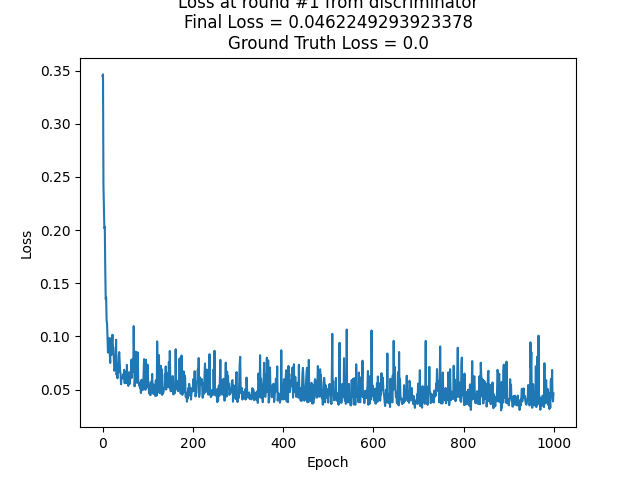 Loss at round #1 from discriminator
Final Loss = 0.0462249293923378
Ground Truth Loss = 0.0
0.35
0.30
0.25
0.20
0.15
0.10
0.05
Loss
0 200 400 600 800 1000
Epoch